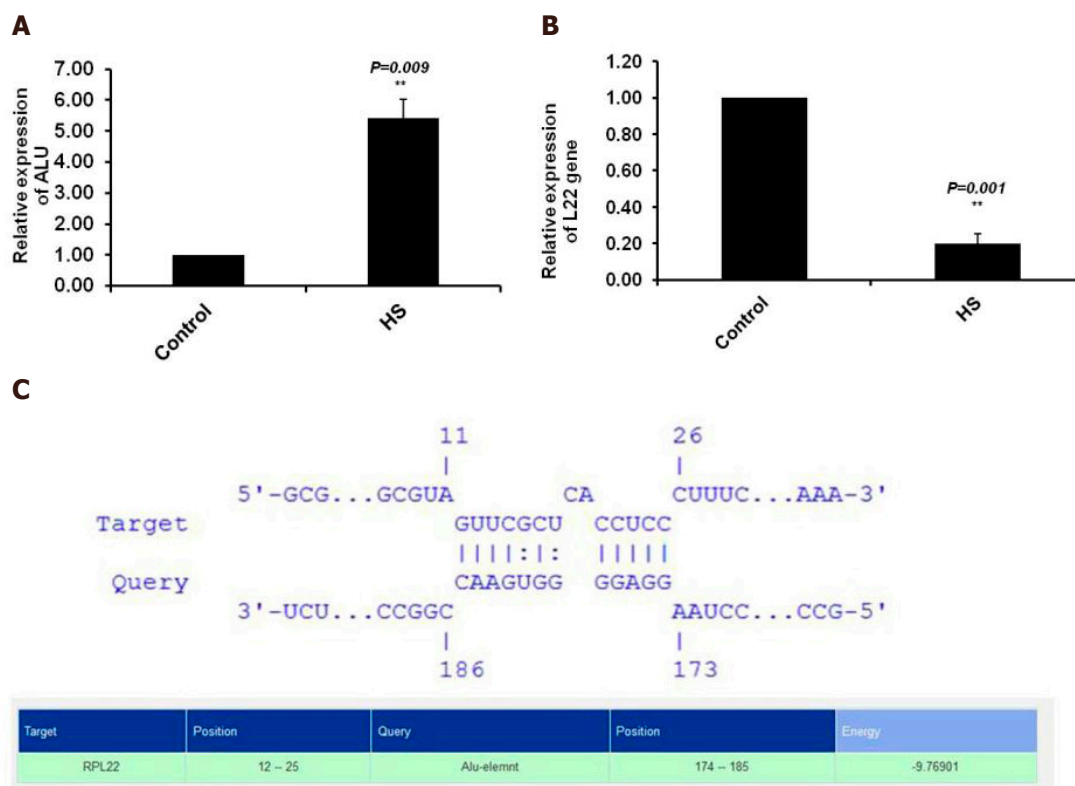 A
Relative expression
of ALU
7.00
6.00
5.00
4.00
3.00
2.00
1.00
0.00
P=0.009
**
Control
HS
B
Relative expression
of L22 gene
1.20
1.00
0.80
0.60
0.40
0.20
0.00
P=0.001
**
Control
HS
C
11 26
| |
5'-GCG...GCGUA CA CUUUC...AAA-3'
Target GUUCGCU CCUCC
||||:|: |||||
Query CAAGUGG GGAGG
3'-UCU...CCGGC AAUCC...CCG-5'
| |
186 173
Target Position Query Position Energy
RPL22 12 -- 25 Alu-elemnt 174 -- 185 -9.76901